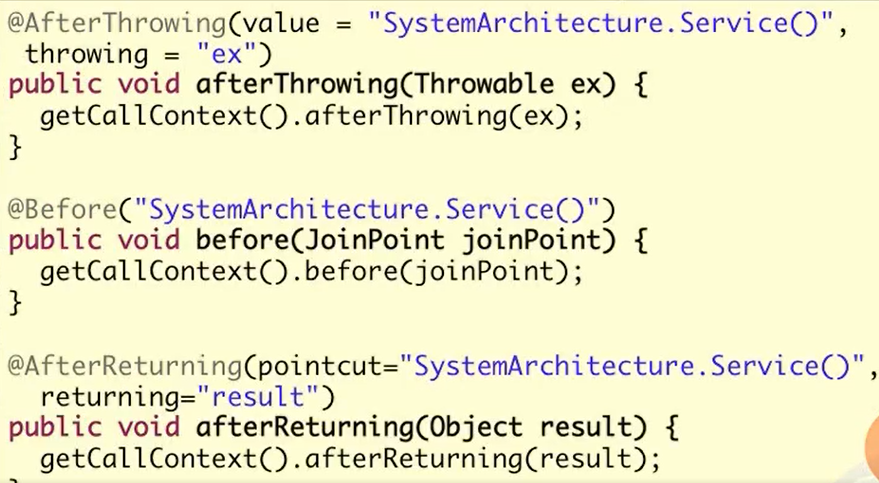 @AfterThrowing(value = "SystemArchitecture.Service()",
throwing = "ex")
public void afterThrowing(Throwable ex) {
getCallContext().afterThrowing(ex);
}
@Before("SystemArchitecture.Service()")
public void before(JoinPoint joinPoint) {
getCallContext().before(joinPoint);
}
@AfterReturning(pointcut="SystemArchitecture.Service()",
returning="result")
public void afterReturning(Object result) {
getCallContext().afterReturning(result);
}